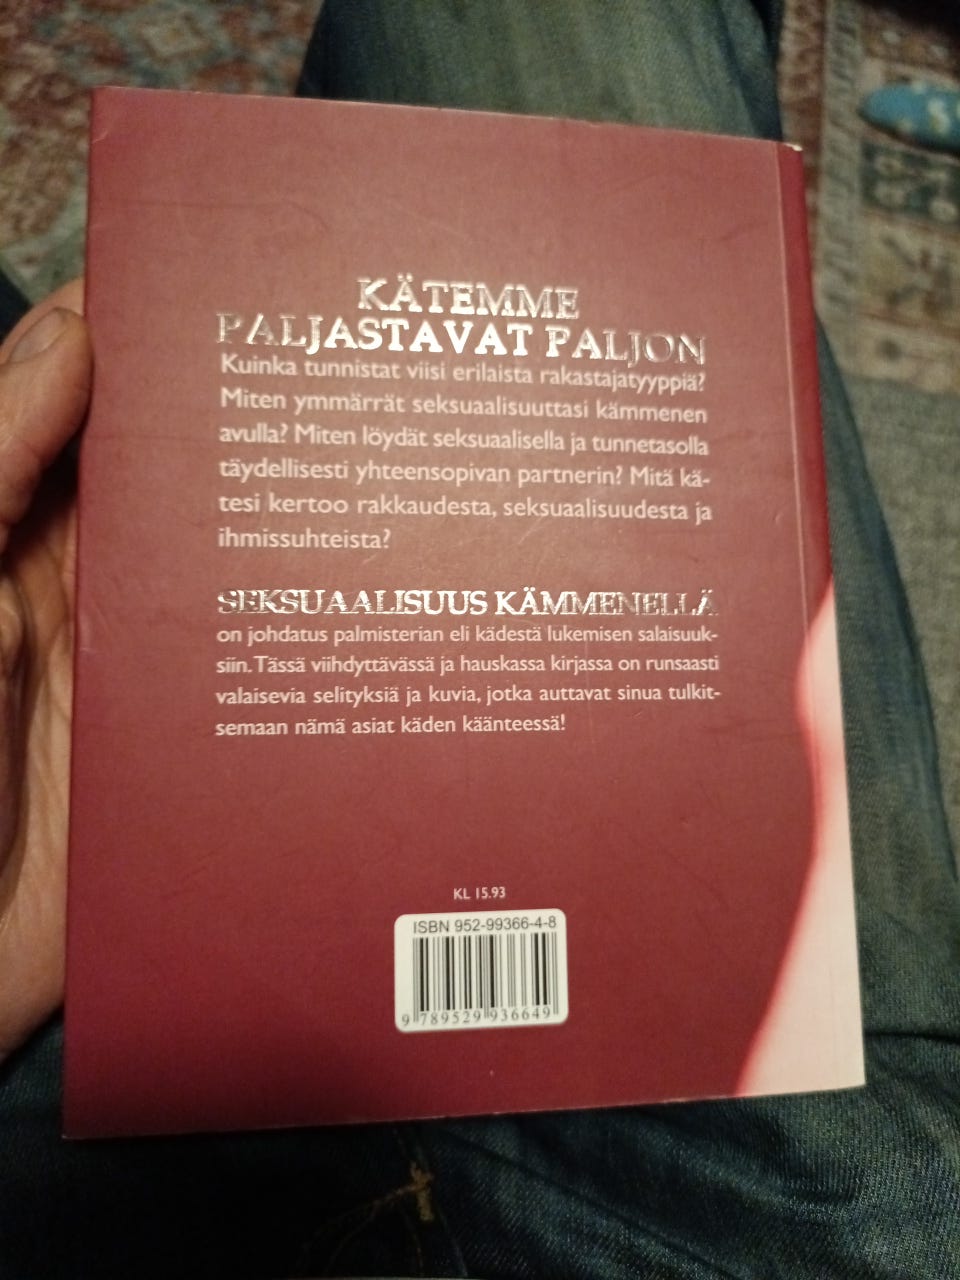 KÄTEMME
PALJASTAVAT PALJON
Kuinka tunnistat viisi erilaista rakastajatyyppiä?
Miten ymmärrät seksuaalisuuttasi kämmenen
avulla? Miten löydät seksuaalisella ja tunnetasolla
täydellisesti yhteensopivan partnerin? Mitä kä-
tesi kertoo rakkaudesta, seksuaalisuudesta ja
ihmissuhteista?
SEKSUAALISUUS KÄMMENELLÄ
on johdatus palmisterian eli kädestä lukemisen salaisuuk-
siin. Tässä viihdyttävässä ja hauskassa kirjassa on runsaasti
valaisevia selityksiä ja kuvia, jotka auttavat sinua tulkit-
semaan nämä asiat käden käänteessä!
KL 15.93
ISBN 952-99366-4-8
9 789529 936649